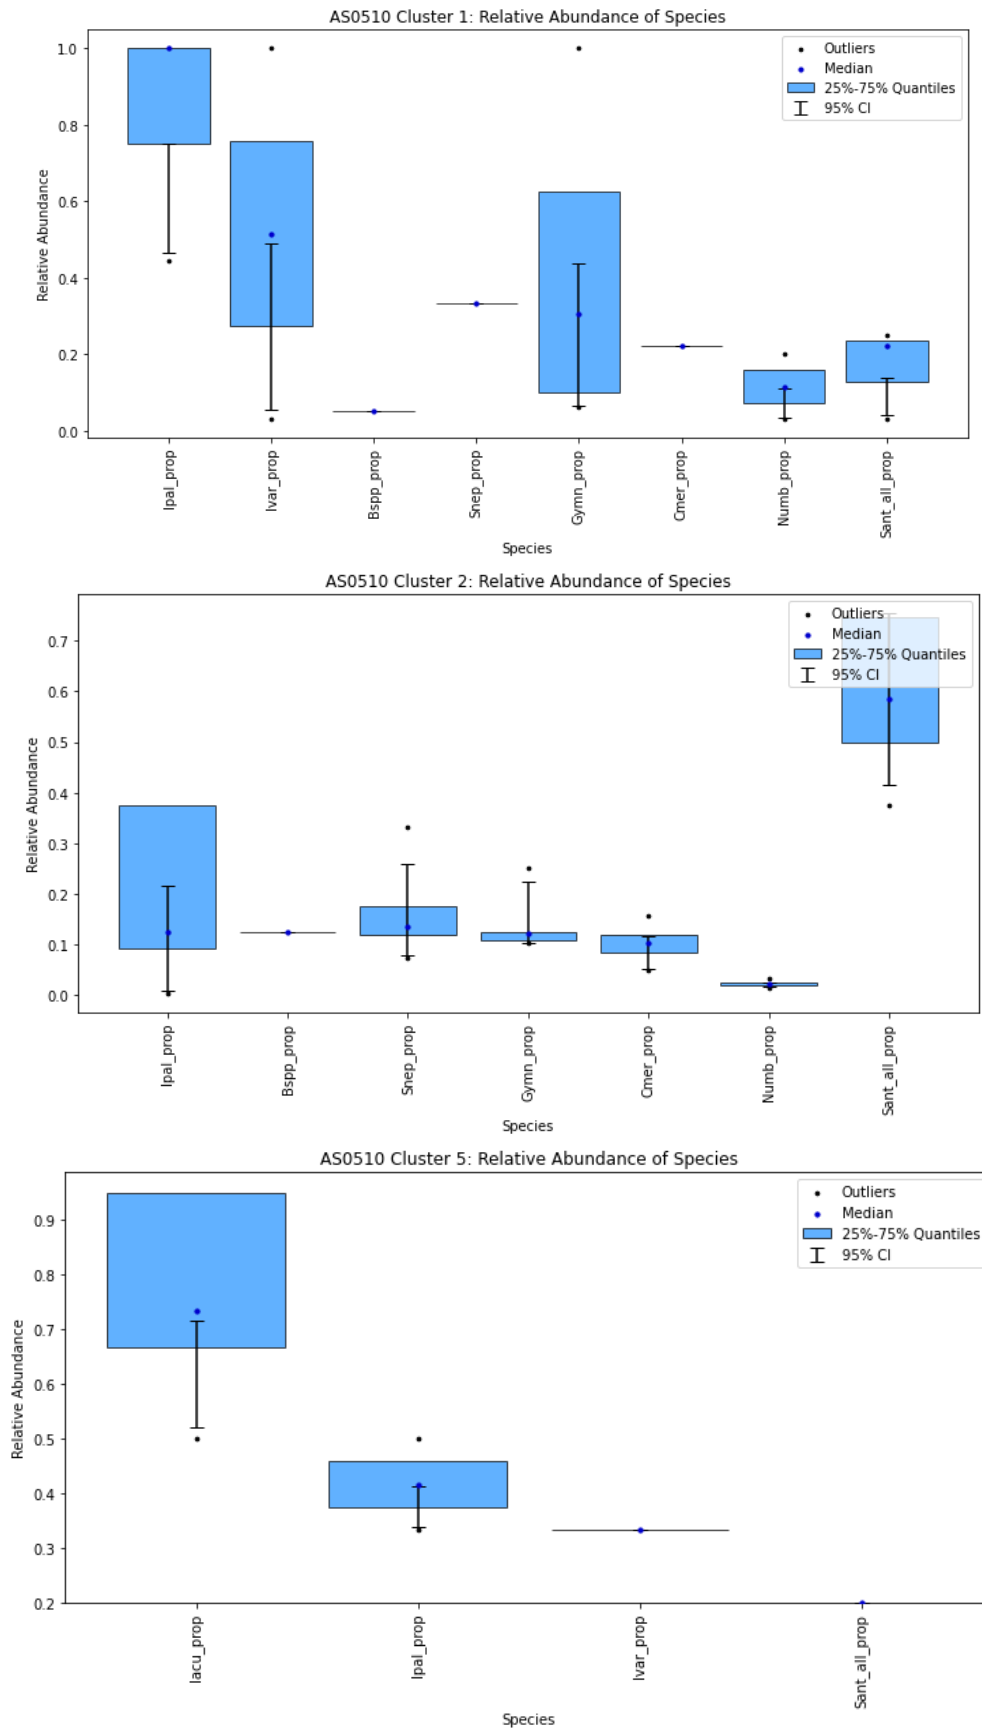 AS0510 Cluster 1: Relative Abundance of Species
Outliers
Median
25%-75% Quantiles
95% CI
1.0
0.8
0.6
0.4
0.2
0.0
Relative Abundance
Ipal_prop
Ivar_prop
Bspp_prop
Snep_prop
Gymn_prop
Cmer_prop
Numb_prop
Sant_all_prop
Species
AS0510 Cluster 2: Relative Abundance of Species
Outliers
Median
25%-75% Quantiles
95% CI
0.7
0.6
0.5
0.4
0.3
0.2
0.1
0.0
Relative Abundance
Ipal_prop
Bspp_prop
Snep_prop
Gymn_prop
Cmer_prop
Numb_prop
Sant_all_prop
Species
AS0510 Cluster 5: Relative Abundance of Species
Outliers
Median
25%-75% Quantiles
95% CI
0.9
0.8
0.7
0.6
0.5
0.4
0.3
0.2
Relative Abundance
Iacu_prop
Ipal_prop
Ivar_prop
Sant_all_prop
Species